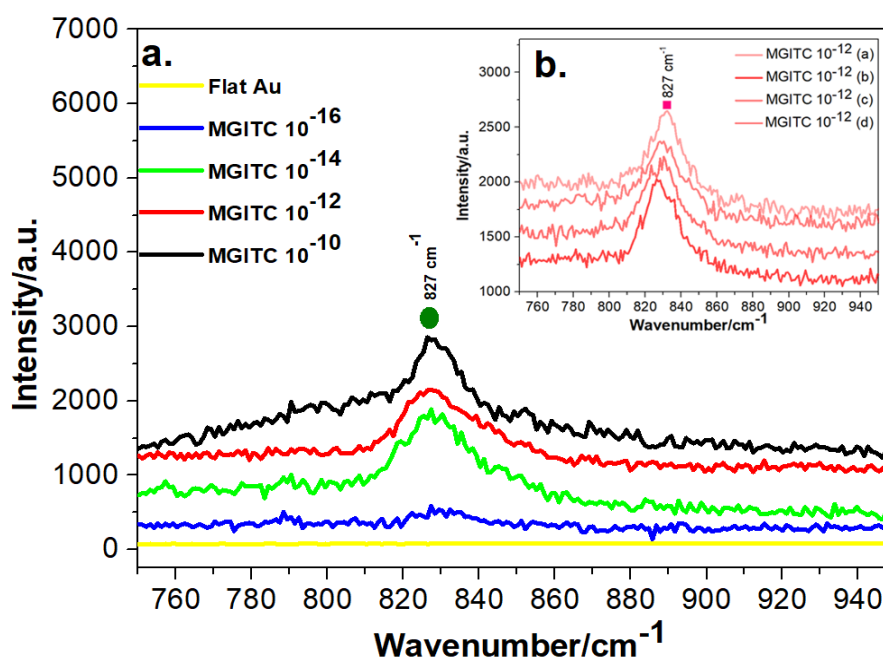 a.
Flat Au
MGITC 10⁻¹⁶
MGITC 10⁻¹⁴
MGITC 10⁻¹²
MGITC 10⁻¹⁰
827 cm⁻¹
7000
6000
5000
4000
3000
2000
1000
0
Intensity/a.u.
760 780 800 820 840 860 880 900 920 940
Wavenumber/cm⁻¹
b.
827 cm⁻¹
MGITC 10⁻¹² (a)
MGITC 10⁻¹² (b)
MGITC 10⁻¹² (c)
MGITC 10⁻¹² (d)
3000
2500
2000
1500
1000
Intensity/a.u.
760 780 800 820 840 860 880 900 920 940
Wavenumber/cm⁻¹